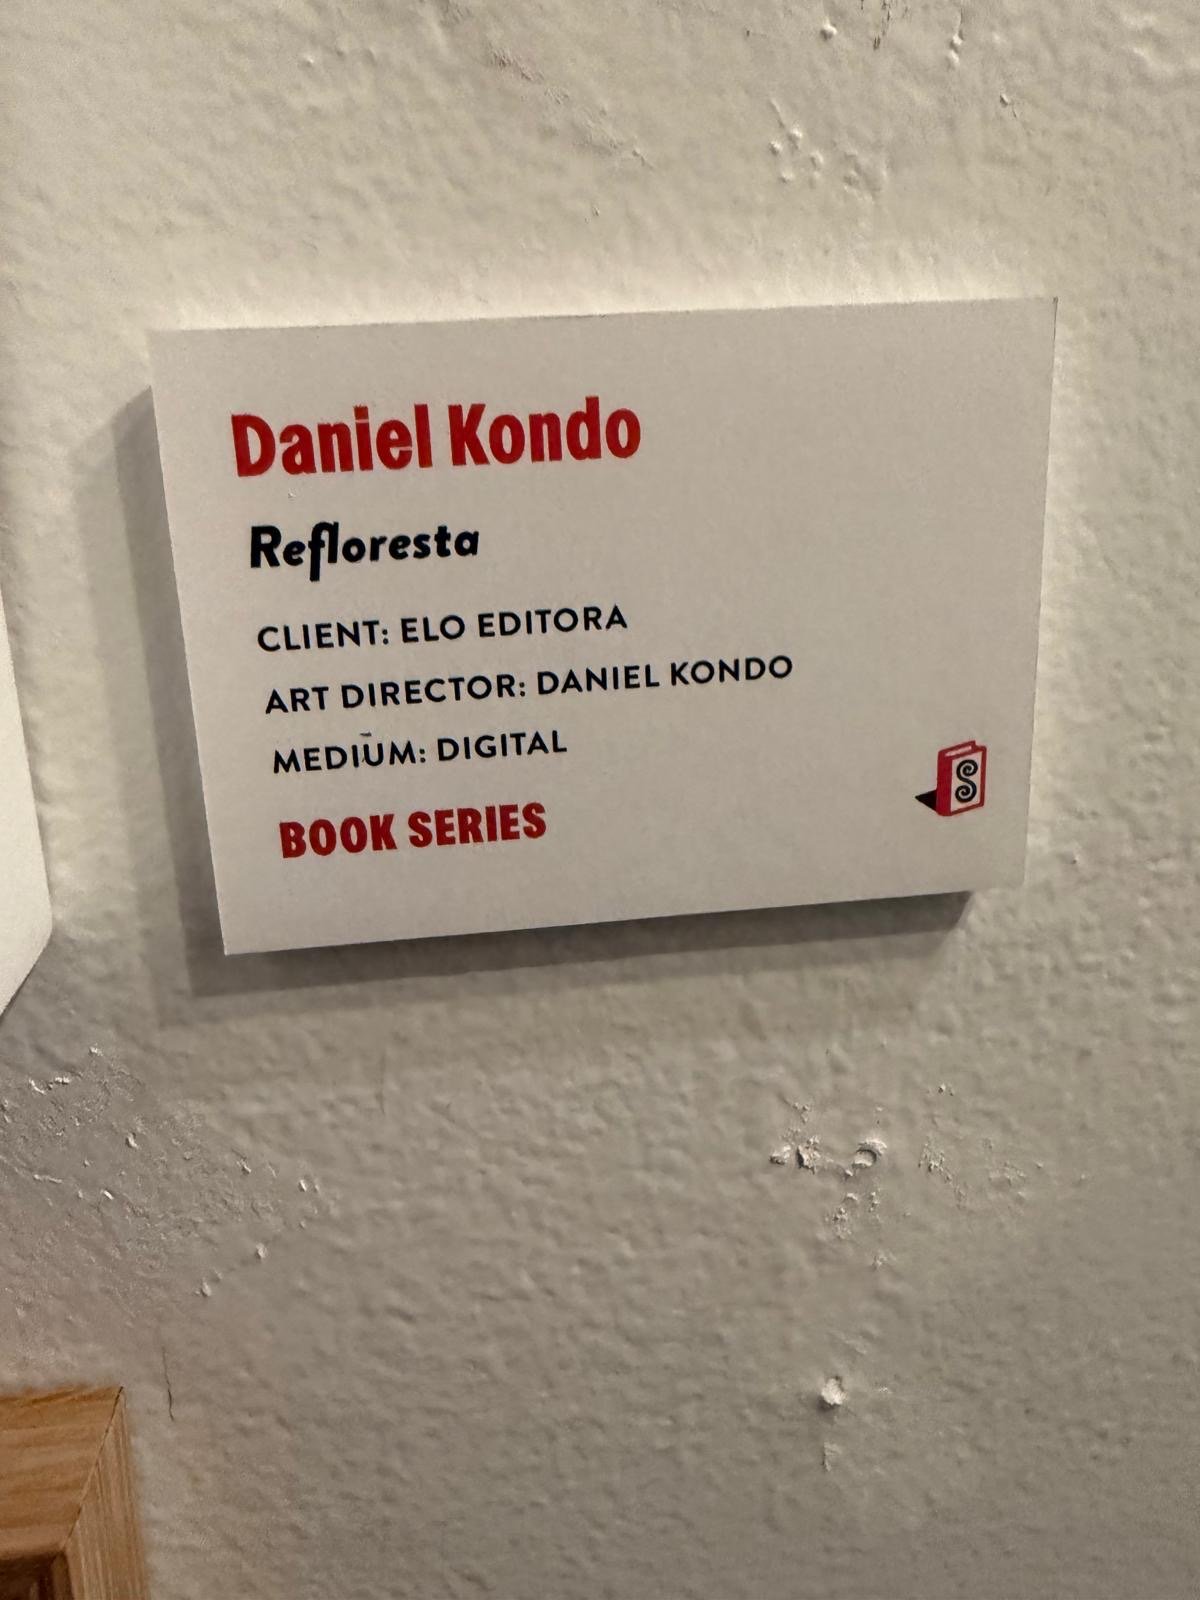 Daniel Kondo
Refloresta
CLIENT: ELO EDITORA
ART DIRECTOR: DANIEL KONDO
MEDIUM: DIGITAL
BOOK SERIES
S